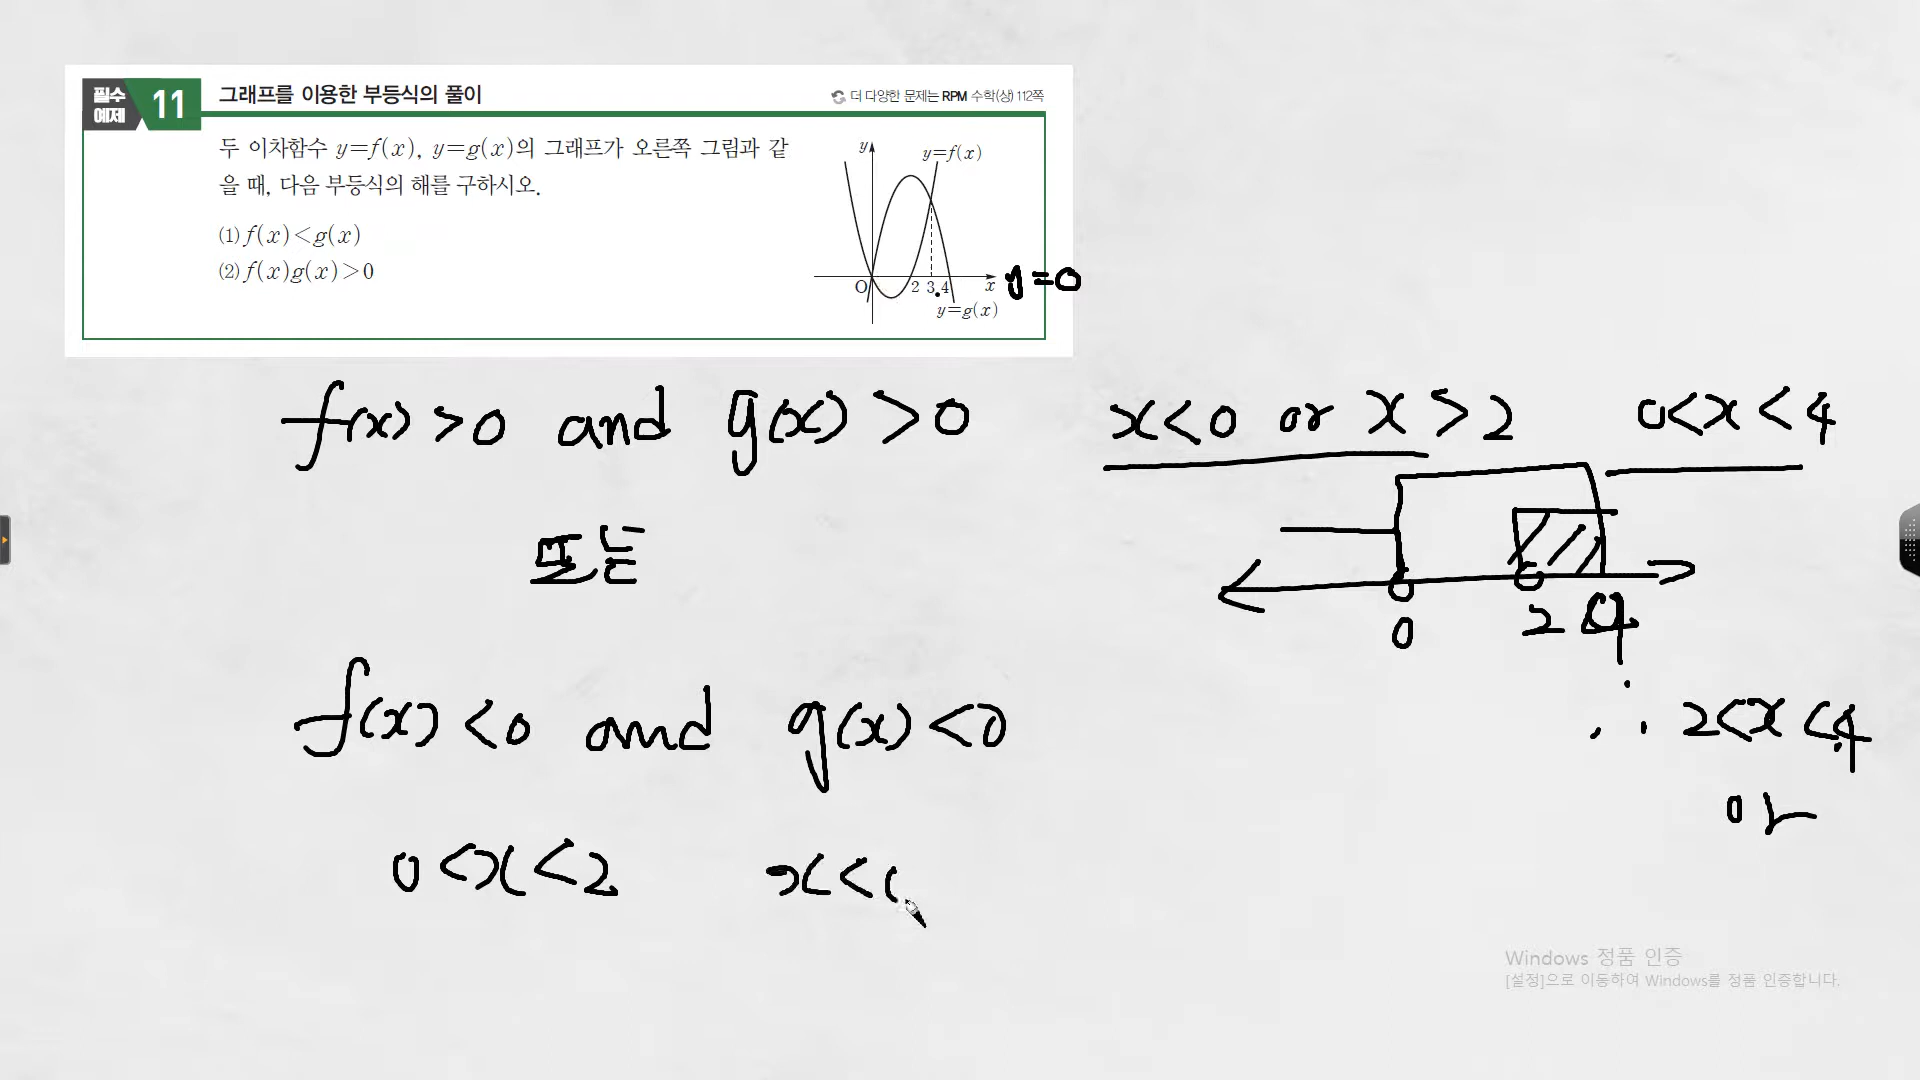 필수 예제 11 그래프를 이용한 부등식의 풀이 더 다양한 문제는 RPM 수학(상) 112쪽
두 이차함수 y=f(x), y=g(x)의 그래프가 오른쪽 그림과 같
을 때, 다음 부등식의 해를 구하시오.
(1) f(x)<g(x)
(2) f(x)g(x)>0
y
y=f(x)
O 2 3 4 x y=0
y=g(x)
f(x)>0 and g(x)>0
x<0 or x>2 0<x<4
또는
0 2 4
f(x)<0 and g(x)<0
∴ 2<x<4
or
0<x<2 x<
Windows 정품 인증
[설정]으로 이동하여 Windows를 정품 인증합니다.